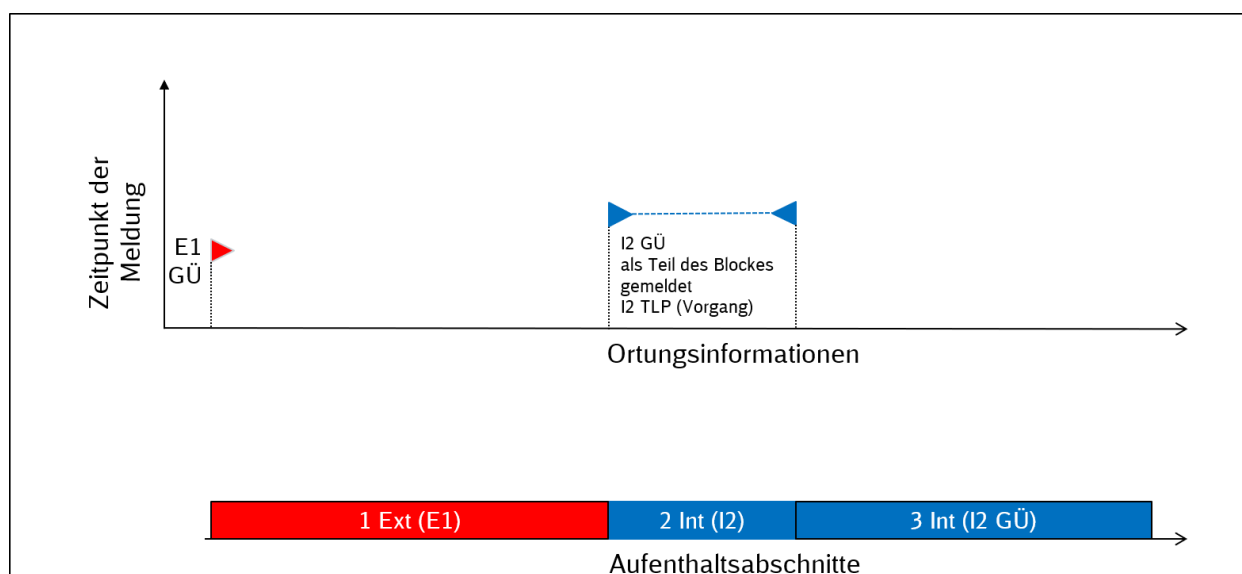 Zeitpunkt der
Meldung
E1
GÜ
I2 GÜ
als Teil des Blockes
gemeldet
I2 TLP (Vorgang)
Ortungsinformationen
1 Ext (E1)
2 Int (I2)
3 Int (I2 GÜ)
Aufenthaltsabschnitte